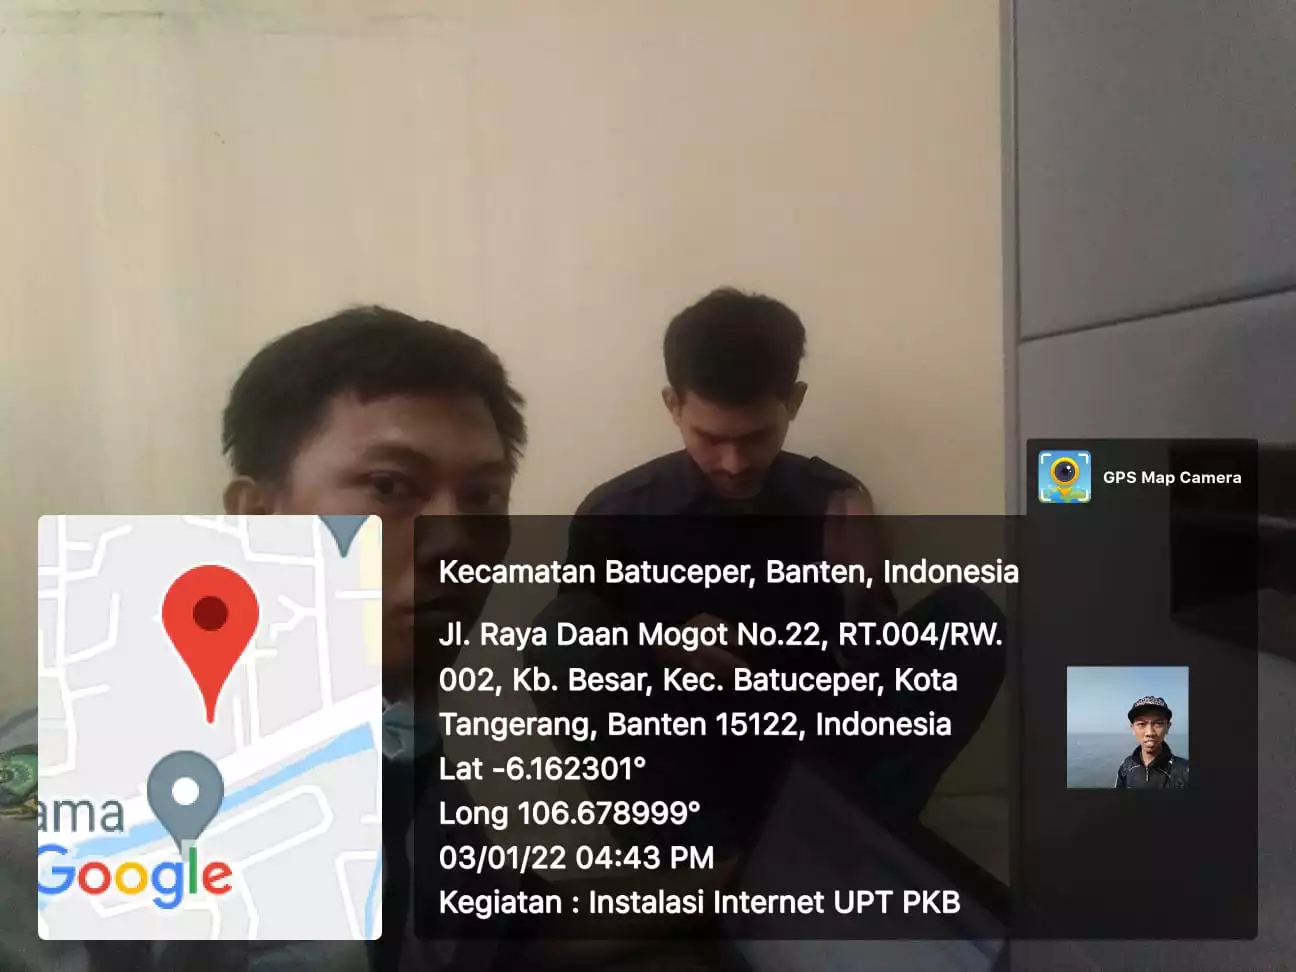 GPS Map Camera
Kecamatan Batuceper, Banten, Indonesia
Jl. Raya Daan Mogot No.22, RT.004/RW.
002, Kb. Besar, Kec. Batuceper, Kota
Tangerang, Banten 15122, Indonesia
Lat -6.162301°
Long 106.678999°
03/01/22 04:43 PM
Kegiatan : Instalasi Internet UPT PKB
ama
Google